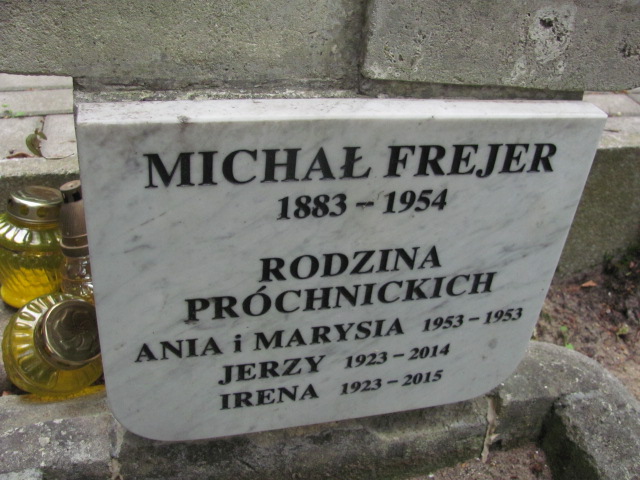 MICHAŁ FREJER
1883 – 1954
RODZINA
PRÓCHNICKICH
ANIA i MARYSIA 1953 – 1953
JERZY 1923 – 2014
IRENA 1923 – 2015